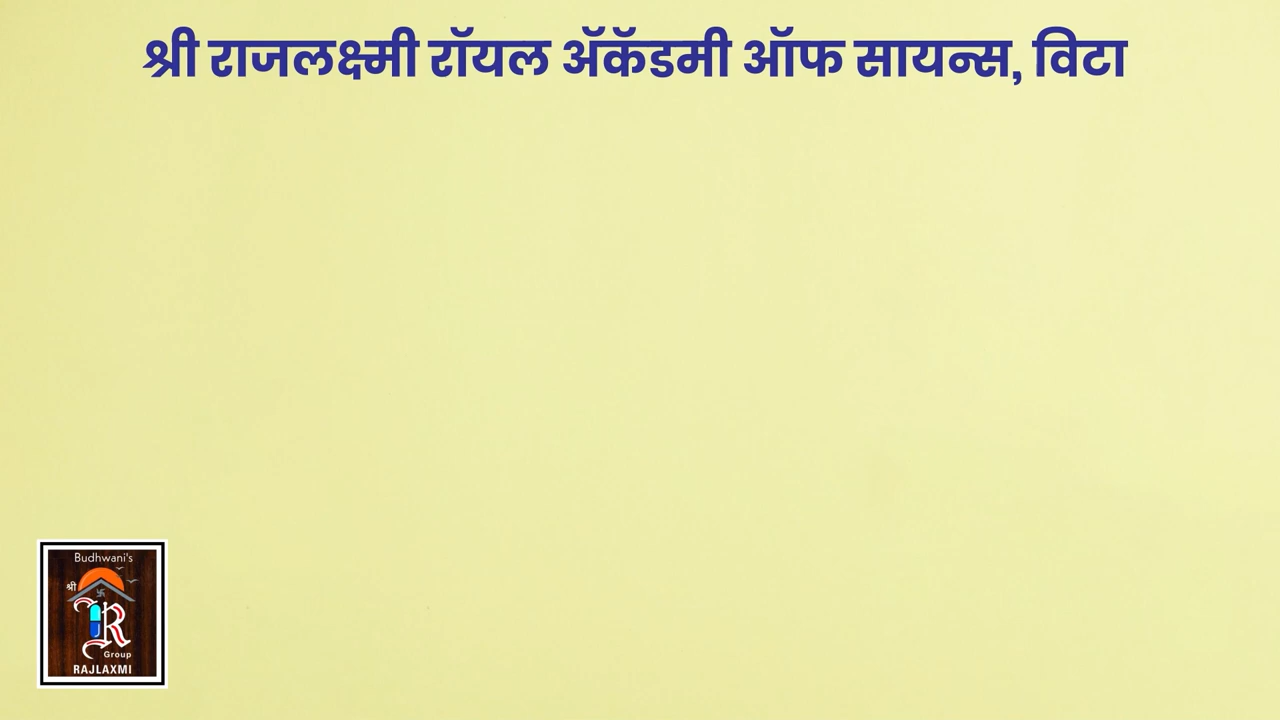 श्री राजलक्ष्मी रॉयल ॲकॅडमी ऑफ सायन्स, विटा
Budhwani's
श्री
R
Group
RAJLAXMI